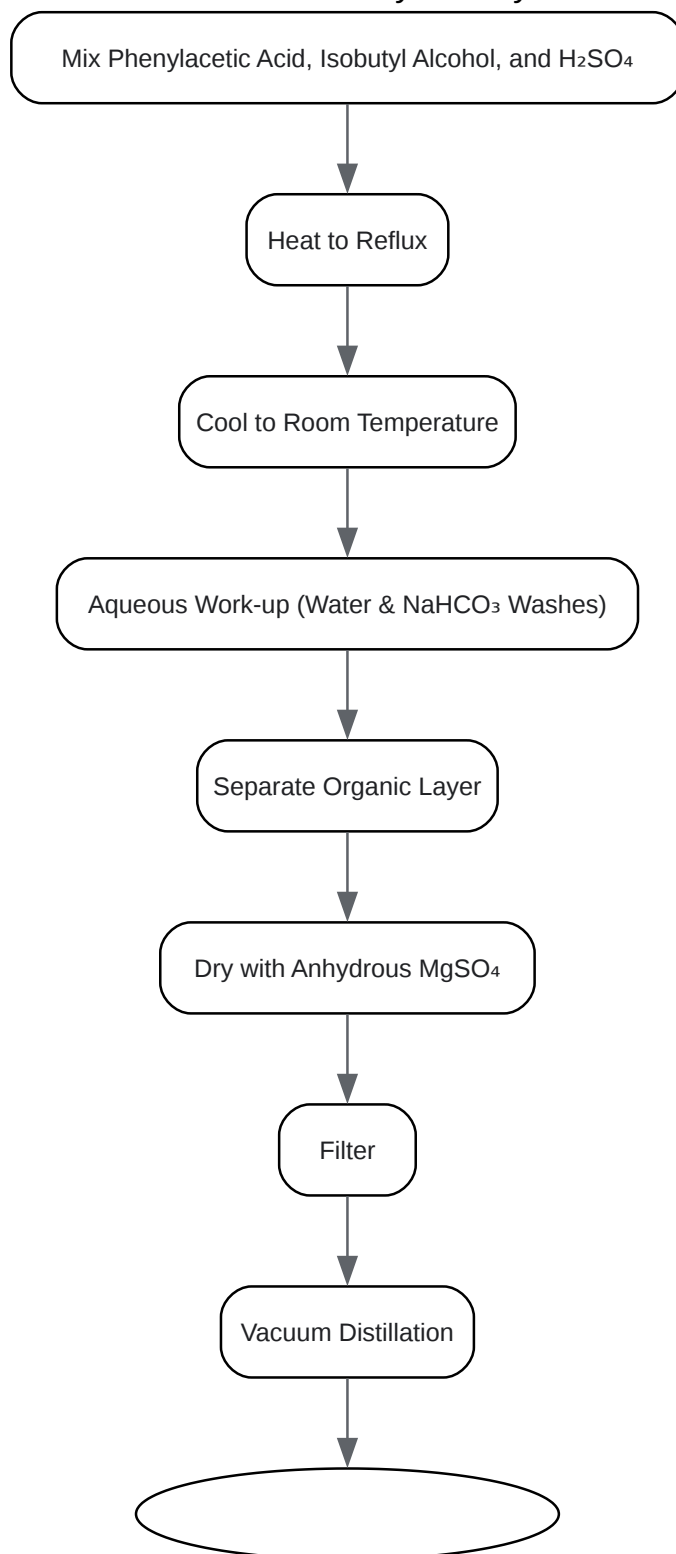 Mix Phenylacetic Acid, Isobutyl Alcohol, and H₂SO₄
Heat to Reflux
Cool to Room Temperature
Aqueous Work-up (Water & NaHCO₃ Washes)
Separate Organic Layer
Dry with Anhydrous MgSO₄
Filter
Vacuum Distillation